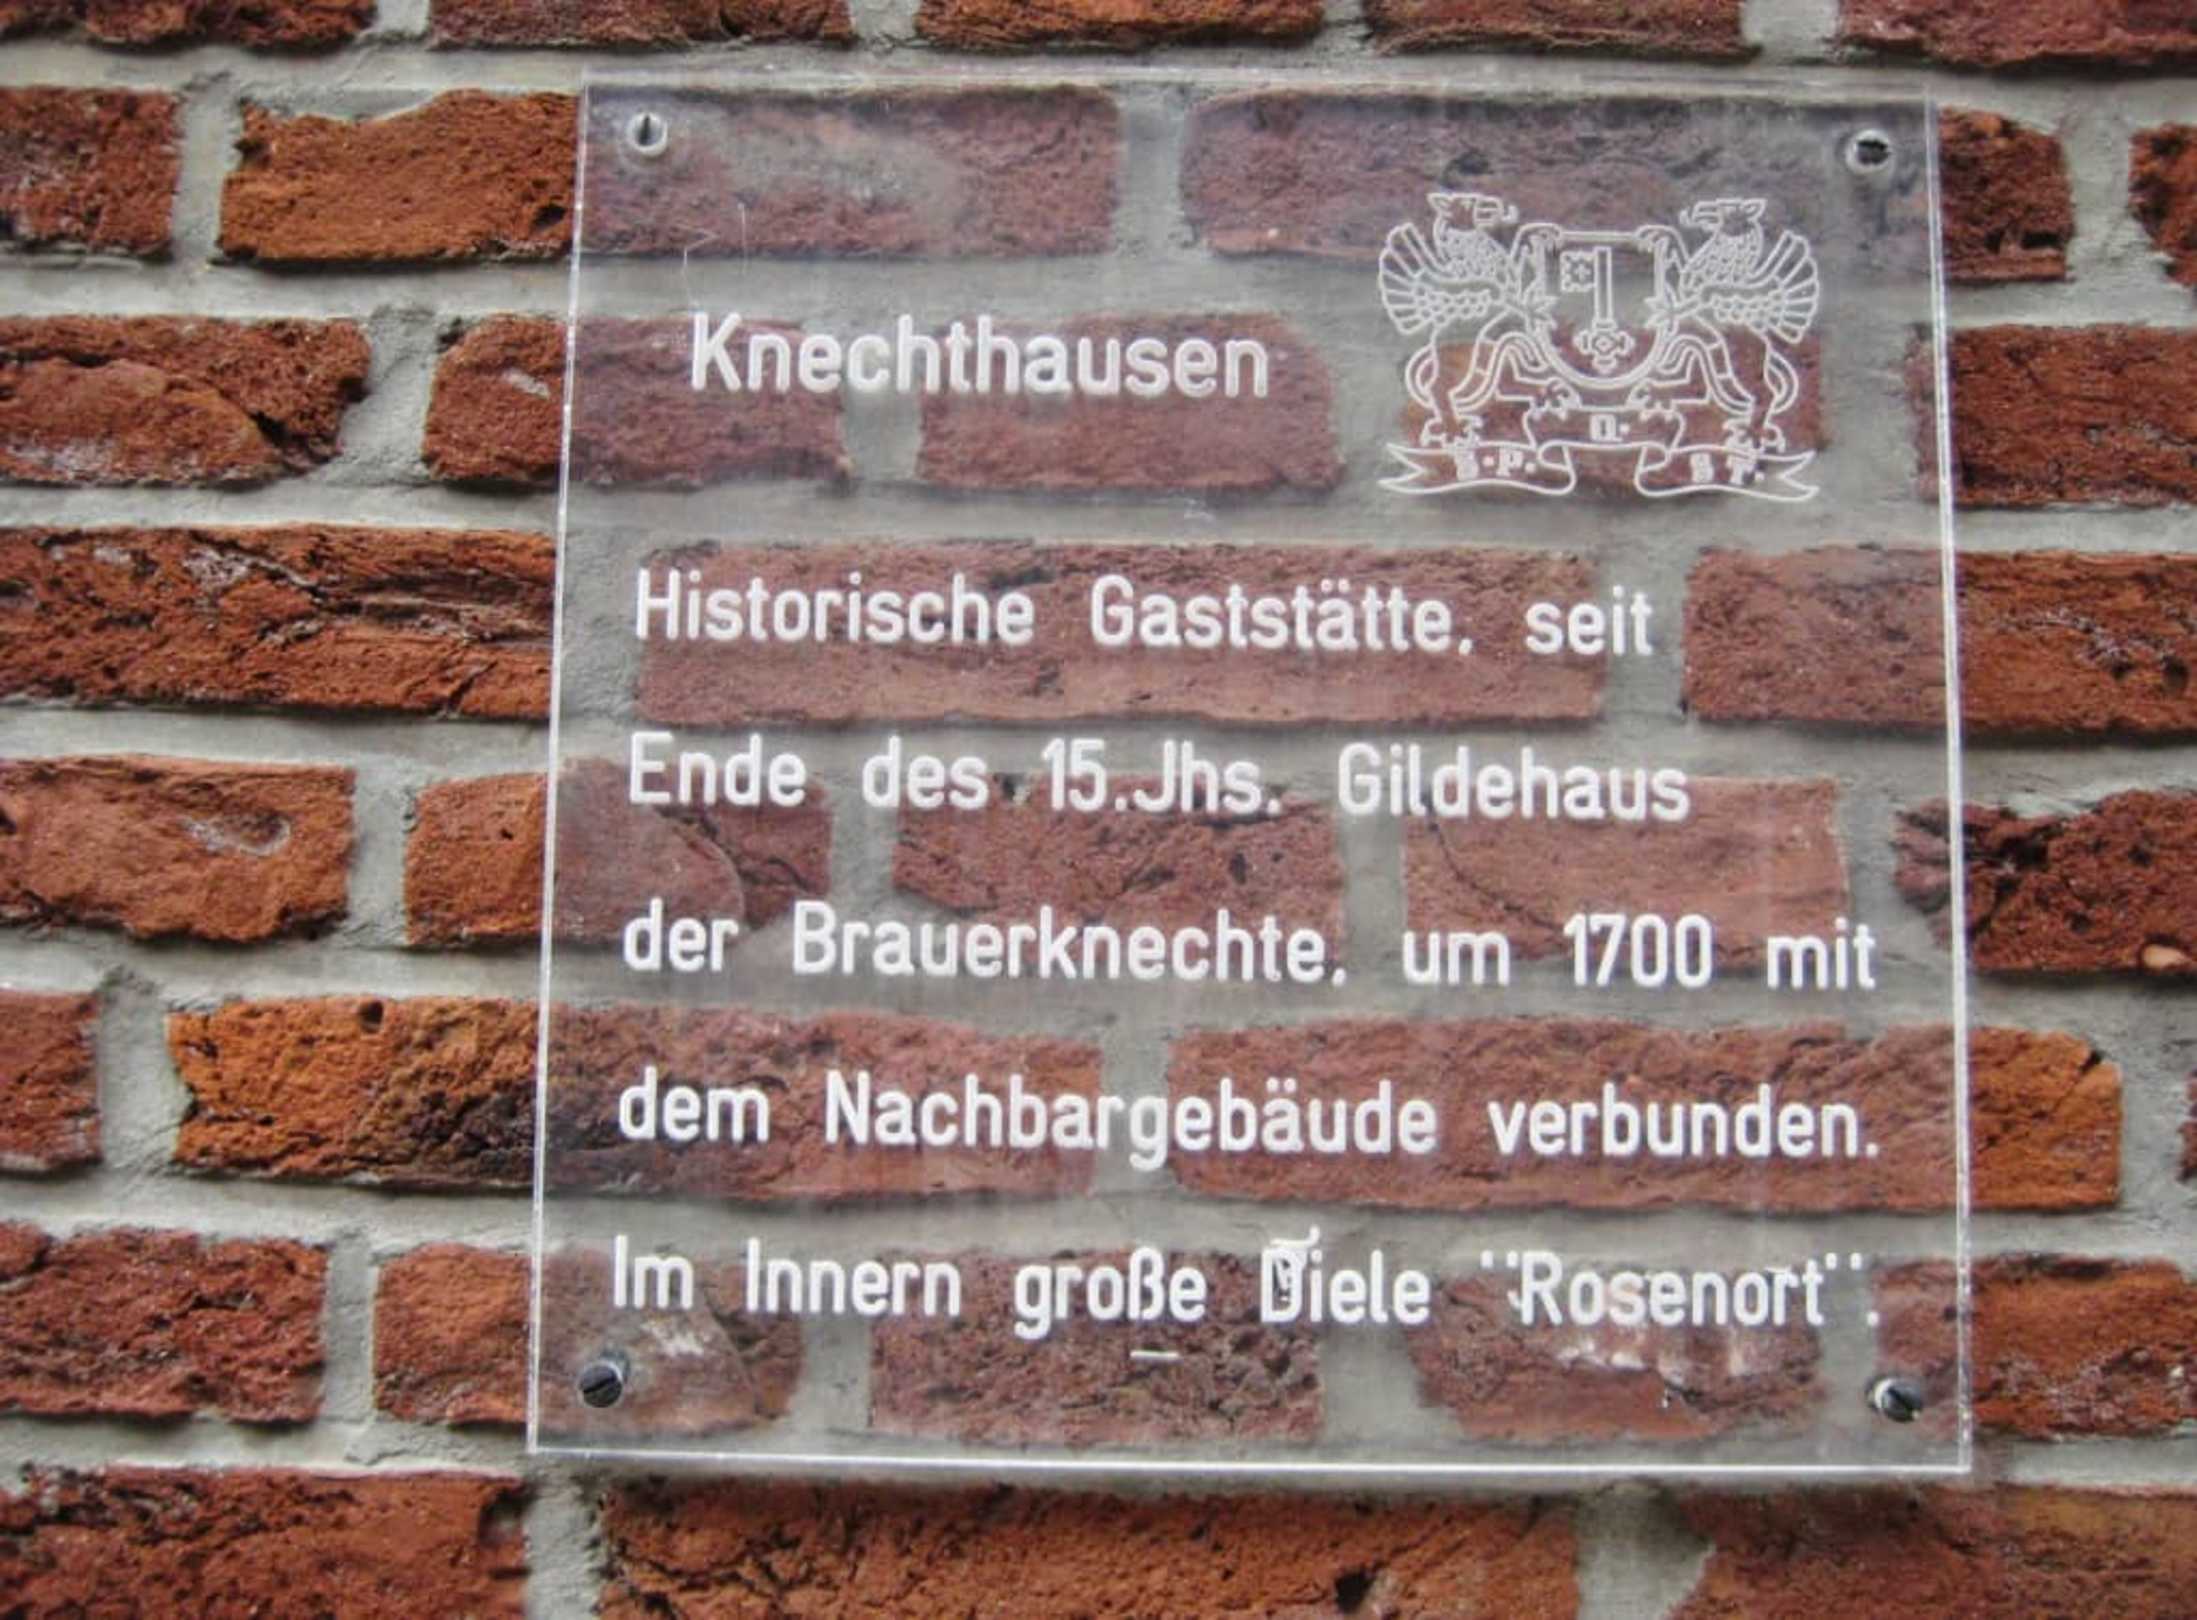 Knechthausen
S.P.
Q.
ST.
Historische Gaststätte, seit
Ende des 15.Jhs. Gildehaus
der Brauerknechte, um 1700 mit
dem Nachbargebäude verbunden.
Im Innern große Diele "Rosenort".